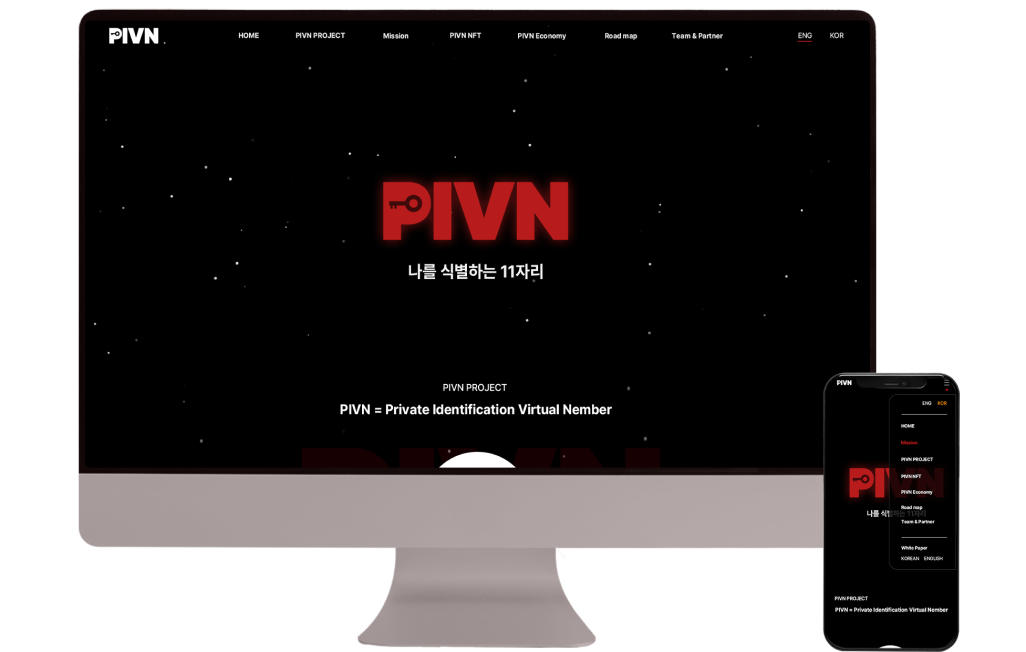 PIVN HOME PIVN PROJECT Mission PIVN NFT PIVN Economy Road map Team & Partner ENG KOR
PIVN
나를 식별하는 11자리
PIVN PROJECT
PIVN = Private Identification Virtual Nember
PIVN
PIVN
ENG KOR
HOME
Mission
PIVN PROJECT
PIVN
PIVN NFT
PIVN Economy
Road map
나를 식별하는 11자리
Team & Partner
White Paper
KOREAN ENGLISH
PIVN PROJECT
PIVN = Private Identification Virtual Nember